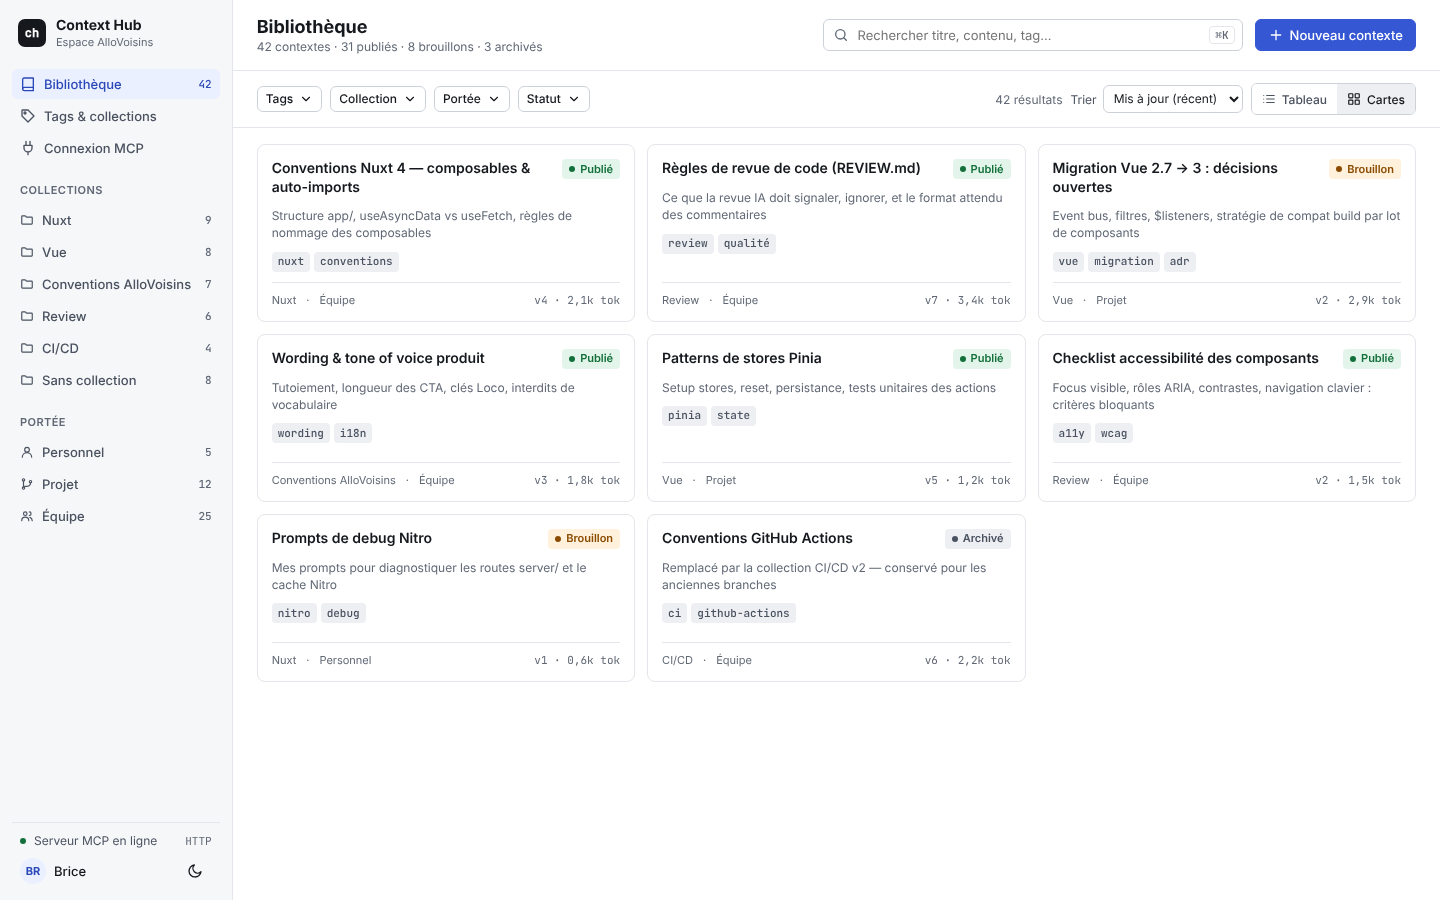 ch
Context Hub
Espace AlloVoisins
Bibliothèque 42
Tags & collections
Connexion MCP
COLLECTIONS
Nuxt 9
Vue 8
Conventions AlloVoisins 7
Review 6
CI/CD 4
Sans collection 8
PORTÉE
Personnel 5
Projet 12
Équipe 25
Serveur MCP en ligne HTTP
BR Brice
Bibliothèque
42 contextes · 31 publiés · 8 brouillons · 3 archivés
Rechercher titre, contenu, tag... ⌘K
+ Nouveau contexte
Tags Collection Portée Statut
42 résultats Trier Mis à jour (récent) Tableau Cartes
Conventions Nuxt 4 — composables &
auto-imports
Publié
Structure app/, useAsyncData vs useFetch, règles de
nommage des composables
nuxt conventions
Nuxt · Équipe v4 · 2,1k tok
Règles de revue de code (REVIEW.md)
Publié
Ce que la revue IA doit signaler, ignorer, et le format attendu
des commentaires
review qualité
Review · Équipe v7 · 3,4k tok
Migration Vue 2.7 → 3 : décisions
ouvertes
Brouillon
Event bus, filtres, $listeners, stratégie de compat build par lot
de composants
vue migration adr
Vue · Projet v2 · 2,9k tok
Wording & tone of voice produit
Publié
Tutoiement, longueur des CTA, clés Loco, interdits de
vocabulaire
wording i18n
Conventions AlloVoisins · Équipe v3 · 1,8k tok
Patterns de stores Pinia
Publié
Setup stores, reset, persistance, tests unitaires des actions
pinia state
Vue · Projet v5 · 1,2k tok
Checklist accessibilité des composants
Publié
Focus visible, rôles ARIA, contrastes, navigation clavier :
critères bloquants
a11y wcag
Review · Équipe v2 · 1,5k tok
Prompts de debug Nitro
Brouillon
Mes prompts pour diagnostiquer les routes server/ et le
cache Nitro
nitro debug
Nuxt · Personnel v1 · 0,6k tok
Conventions GitHub Actions
Archivé
Remplacé par la collection CI/CD v2 — conservé pour les
anciennes branches
ci github-actions
CI/CD · Équipe v6 · 2,2k tok